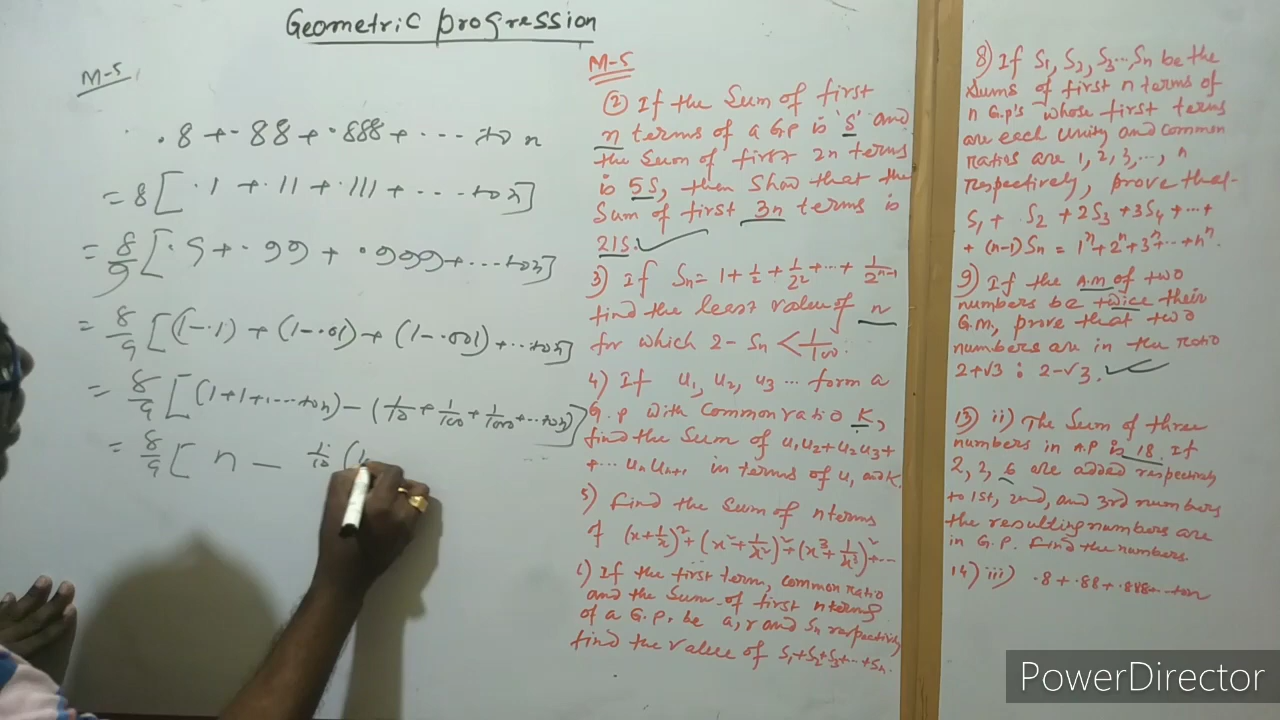 Geometric progression
M-5
.8 + .88 + .888 + .... to n
= 8[ .1 + .11 + .111 + .... to n]
= 8/9 [ .9 + .99 + .999 + ... to n]
= 8/9 [(1-.1) + (1-.01) + (1-.001) + ... to n]
= 8/9 [(1+1+.... to n) - (1/10 + 1/100 + 1/1000 + ... to n)]
= 8/9 [ n - 1/10 (1
M-5
② If the Sum of first
n terms of a GP is 'S' and
the Sum of first 2n terms
is 5S, then Show that the
Sum of first 3n terms is
21S.
3) If Sn = 1 + 1/2 + 1/2² + ... + 1/2ⁿ⁻¹
find the least value of n
for which 2 - Sn < 1/100.
4) If u₁, u₂, u₃ ... form a
G.P with Common ratio K,
find the Sum of u₁u₂ + u₂u₃ +
+ ... un un+1 in terms of u₁ and K.
5) Find the Sum of n terms
of (x + 1/x)² + (x² + 1/x²)² + (x³ + 1/x³)² + ...
6) If the first term, common ratio
and the Sum of first n terms
of a G.P. be a, r and Sn respectively
find the value of S₁+S₂+S₃+...+Sn.
8) If S₁, S₂, S₃ ... Sn be the
Sums of first n terms of
n G.p's whose first terms
are each Unity and Common
ratios are 1, 2, 3, ..., n
respectively, prove that-
S₁ + S₂ + 2S₃ + 3S₄ + ... +
+ (n-1) Sn = 1ⁿ + 2ⁿ + 3ⁿ + ... + nⁿ.
9) If the A.M of two
numbers be twice their
G.M, prove that two
numbers are in the ratio
2+√3 : 2-√3.
13) ii) The Sum of three
numbers in A.P is 18. If
2, 2, 6 are added respectively
to 1st, 2nd, and 3rd numbers
the resulting numbers are
in G.P. Find the numbers.
14) iii) .8 + .88 + .888 + .. to n
PowerDirector